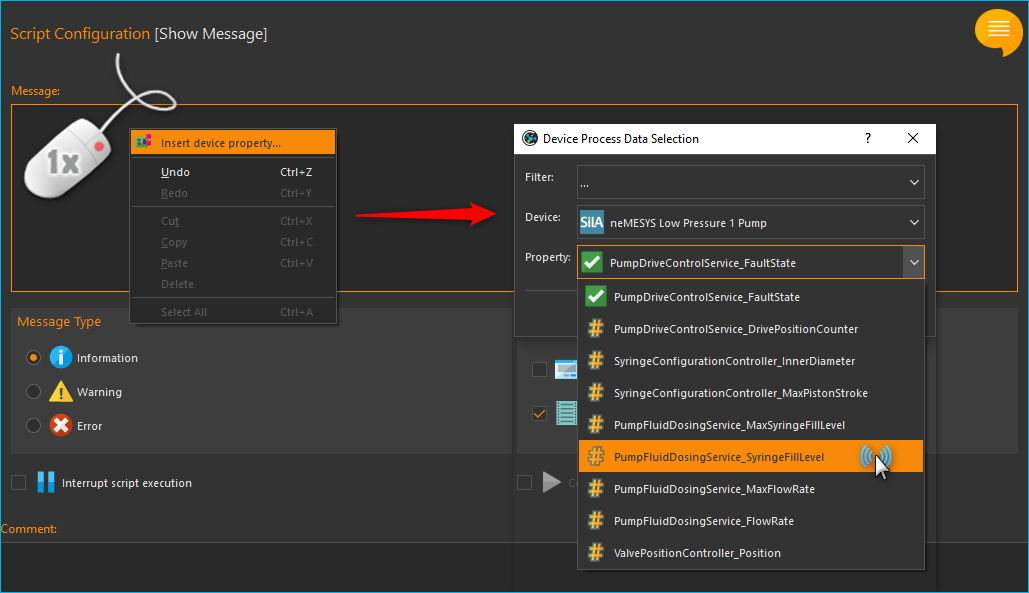 Script Configuration [Show Message]
Message:
1x
Insert device property...
Undo Ctrl+Z
Redo Ctrl+Y
Cut Ctrl+X
Copy Ctrl+C
Paste Ctrl+V
Delete
Select All Ctrl+A
Device Process Data Selection ?
Filter: ...
Device: SiLA neMESYS Low Pressure 1 Pump
Property: PumpDriveControlService_FaultState
PumpDriveControlService_FaultState
PumpDriveControlService_DrivePositionCounter
SyringeConfigurationController_InnerDiameter
SyringeConfigurationController_MaxPistonStroke
PumpFluidDosingService_MaxSyringeFillLevel
PumpFluidDosingService_SyringeFillLevel
PumpFluidDosingService_MaxFlowRate
PumpFluidDosingService_FlowRate
ValvePositionController_Position
Message Type
Information
Warning
Error
Interrupt script execution
Comment: